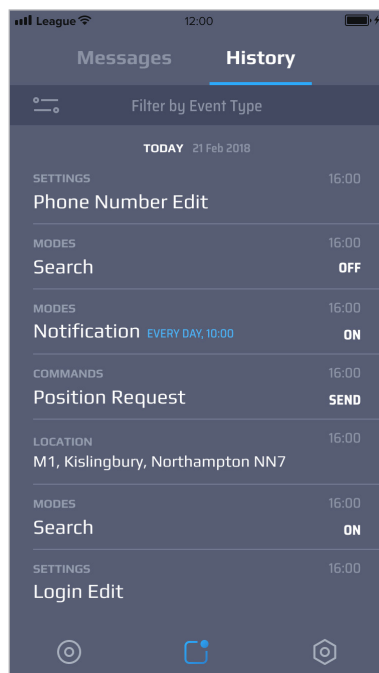 League 12:00
Messages History
Filter by Event Type
TODAY 21 Feb 2018
SETTINGS 16:00
Phone Number Edit
MODES 16:00
Search OFF
MODES 16:00
Notification EVERY DAY, 10:00 ON
COMMANDS 16:00
Position Request SEND
LOCATION 16:00
M1, Kislingbury, Northampton NN7
MODES 16:00
Search ON
SETTINGS 16:00
Login Edit